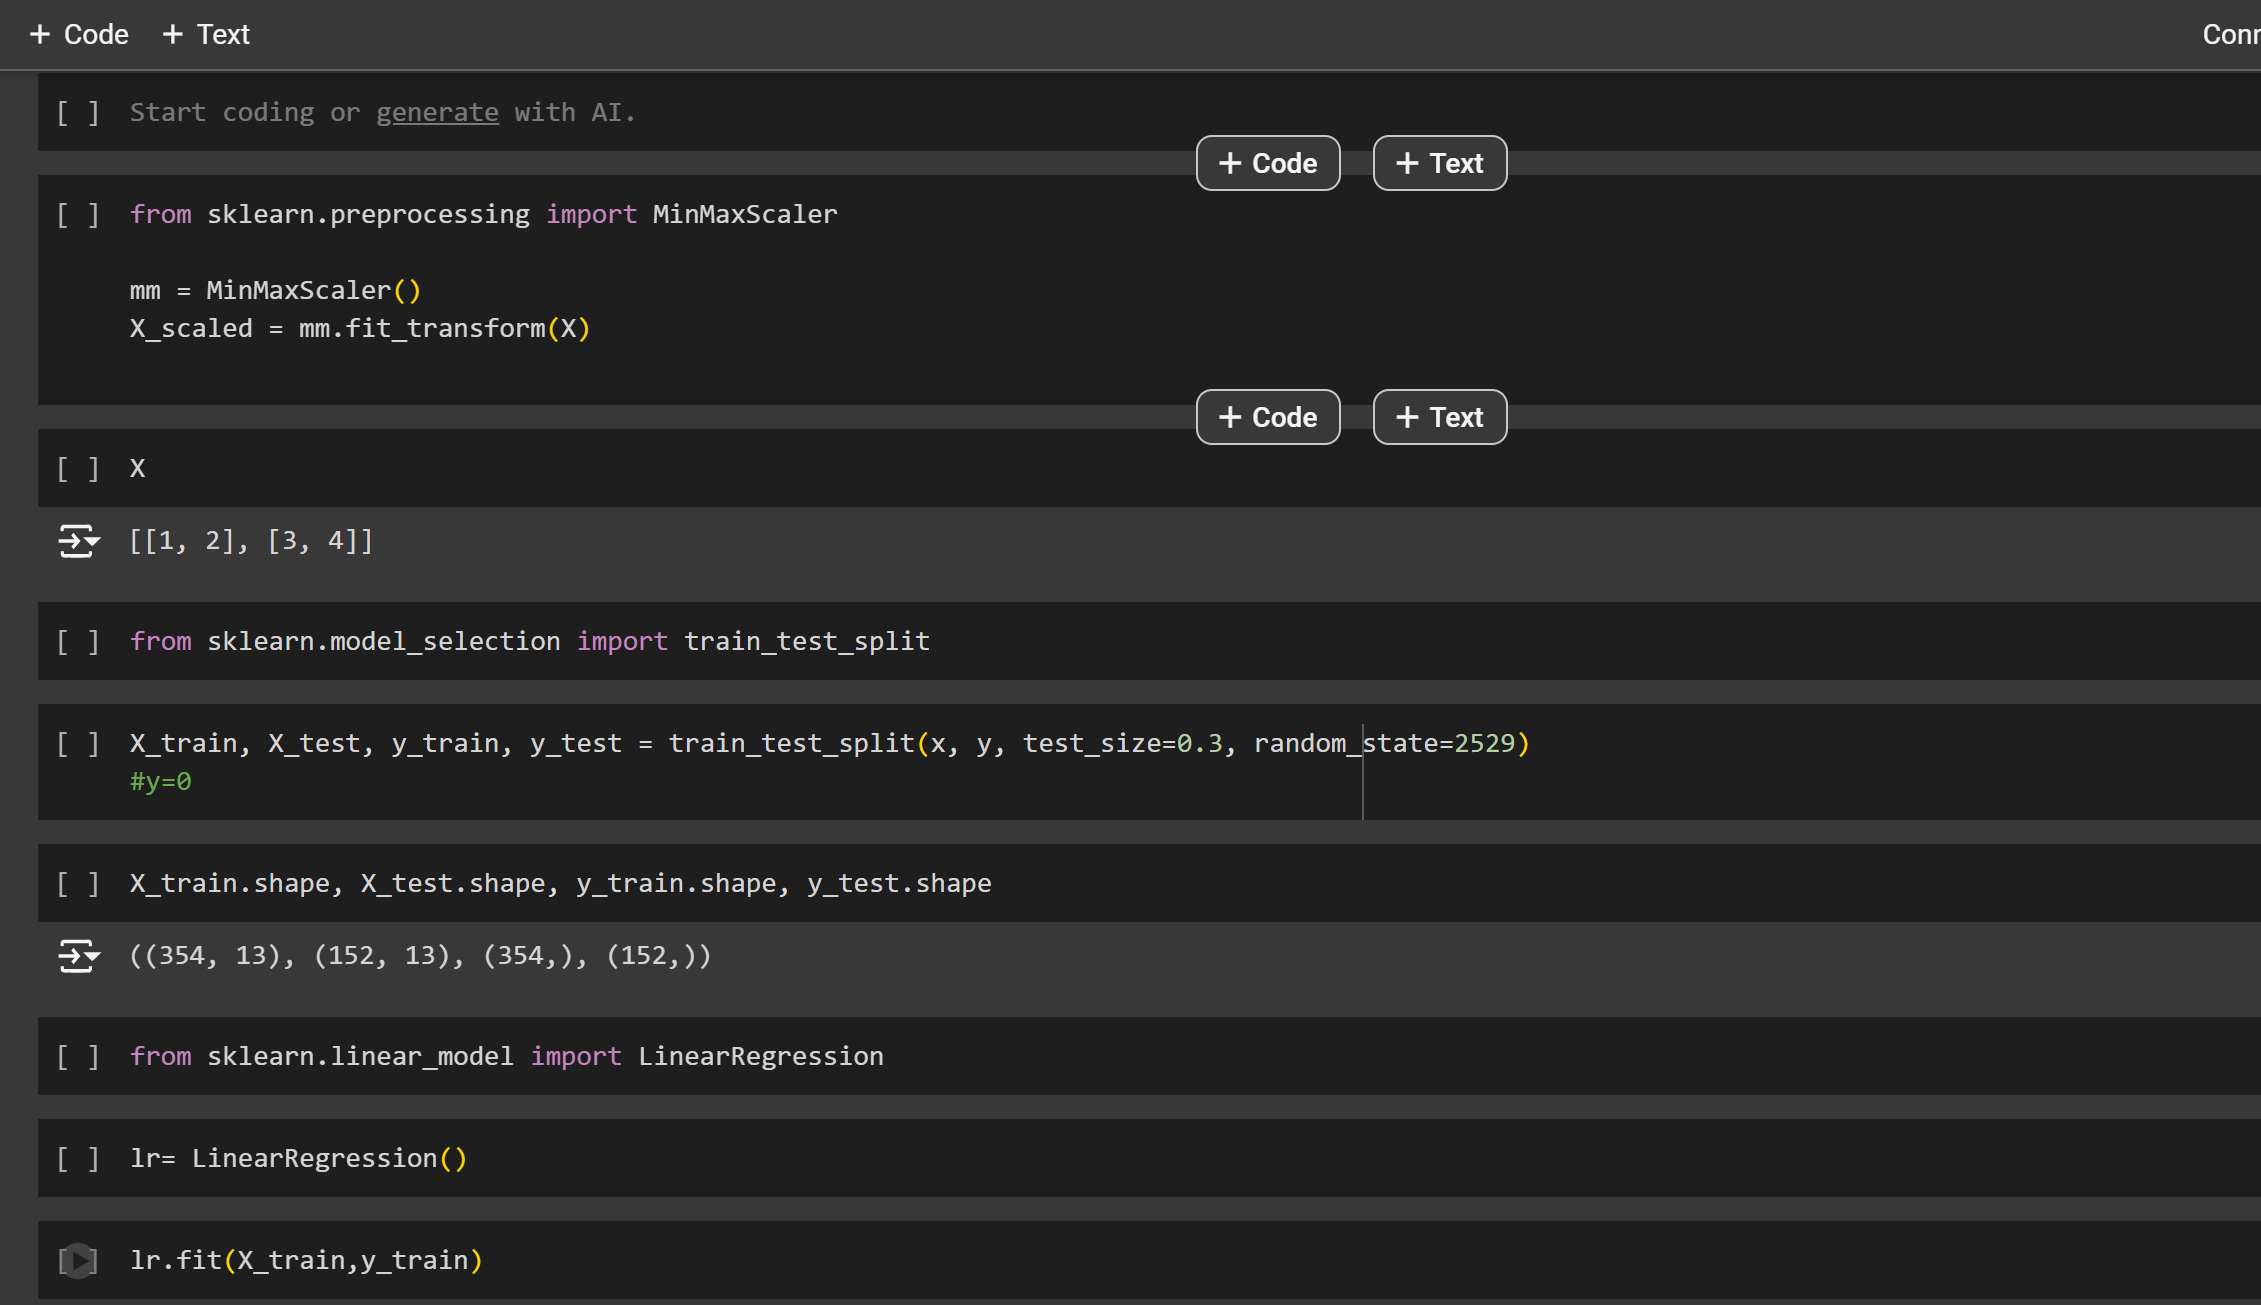 + Code + Text
Conn
[ ] Start coding or generate with AI.
+ Code + Text
[ ] from sklearn.preprocessing import MinMaxScaler
mm = MinMaxScaler()
X_scaled = mm.fit_transform(X)
+ Code + Text
[ ] X
[[1, 2], [3, 4]]
[ ] from sklearn.model_selection import train_test_split
[ ] X_train, X_test, y_train, y_test = train_test_split(x, y, test_size=0.3, random_state=2529)
#y=0
[ ] X_train.shape, X_test.shape, y_train.shape, y_test.shape
((354, 13), (152, 13), (354,), (152,))
[ ] from sklearn.linear_model import LinearRegression
[ ] lr= LinearRegression()
[ ] lr.fit(X_train,y_train)